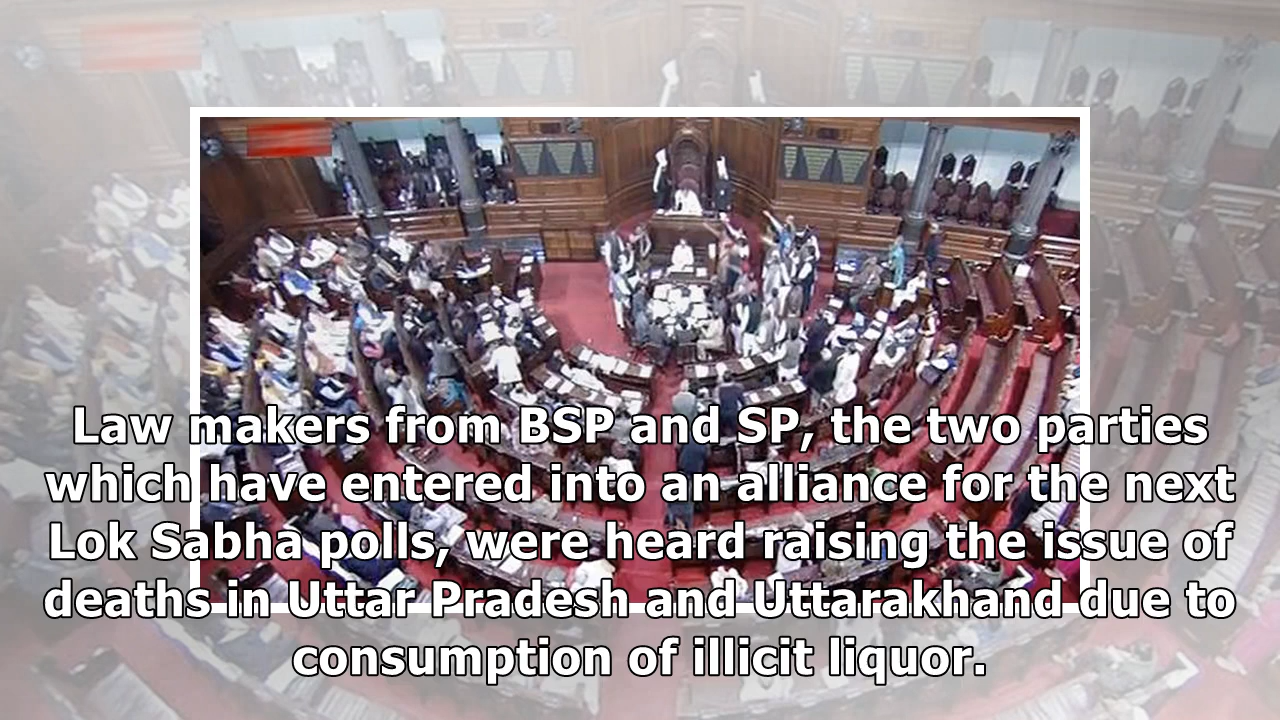 Law makers from BSP and SP, the two parties
which have entered into an alliance for the next
Lok Sabha polls, were heard raising the issue of
deaths in Uttar Pradesh and Uttarakhand due to
consumption of illicit liquor.